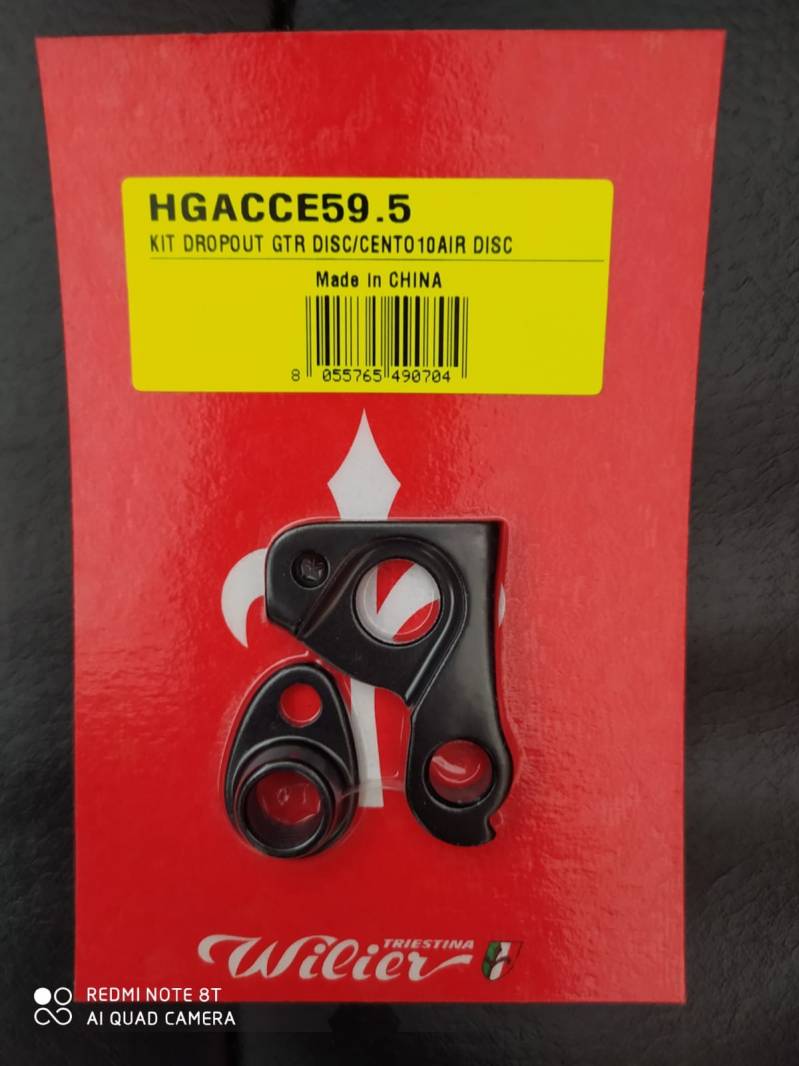 HGACCE59.5
KIT DROPOUT GTR DISC/CENTO10AIR DISC
Made in CHINA
8 055765 490704
TRIESTINA
Wilier
REDMI NOTE 8T
AI QUAD CAMERA